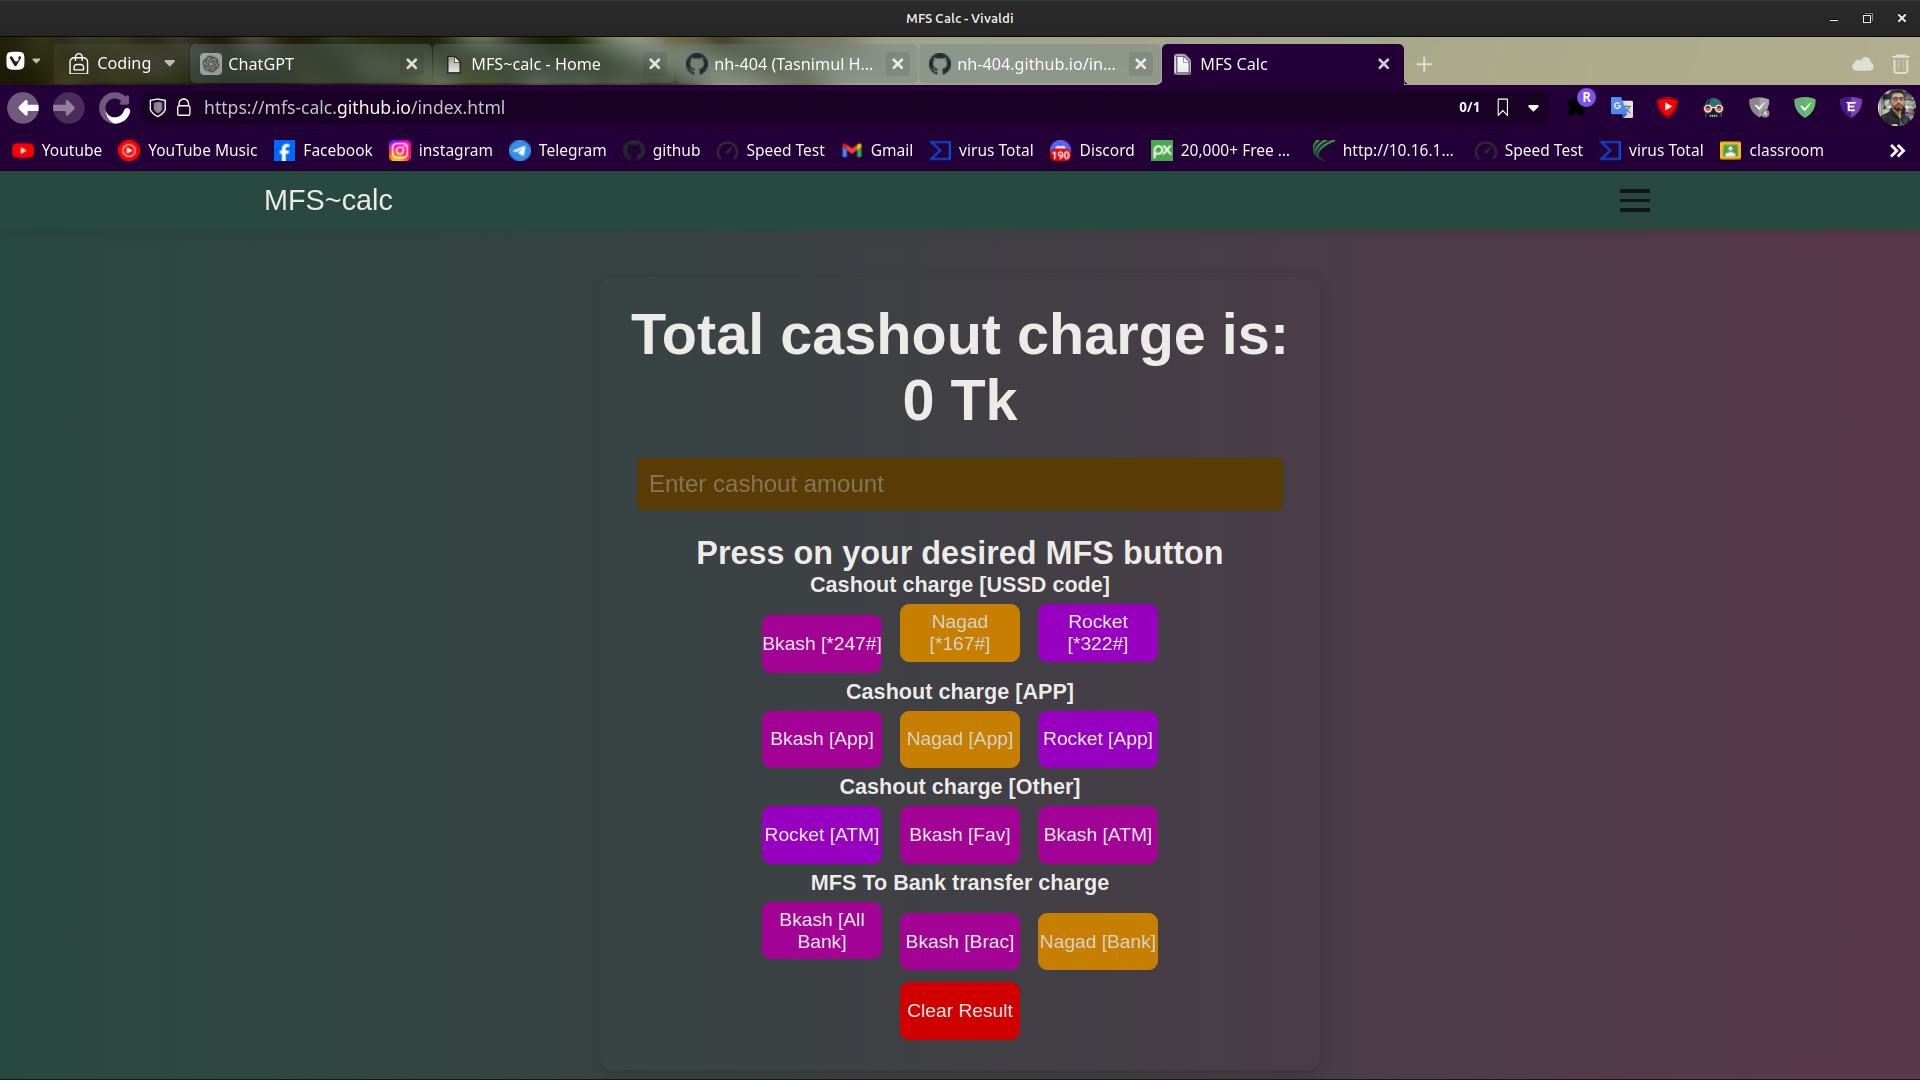 MFS Calc - Vivaldi
Coding
ChatGPT
MFS~calc - Home
nh-404 (Tasnimul H...
nh-404.github.io/in...
MFS Calc
https://mfs-calc.github.io/index.html
0/1
R
Youtube
YouTube Music
Facebook
instagram
Telegram
github
Speed Test
Gmail
virus Total
190
Discord
px
20,000+ Free ...
http://10.16.1...
Speed Test
virus Total
classroom
MFS~calc
Total cashout charge is:
0 Tk
Enter cashout amount
Press on your desired MFS button
Cashout charge [USSD code]
Bkash [*247#]
Nagad
[*167#]
Rocket
[*322#]
Cashout charge [APP]
Bkash [App]
Nagad [App]
Rocket [App]
Cashout charge [Other]
Rocket [ATM]
Bkash [Fav]
Bkash [ATM]
MFS To Bank transfer charge
Bkash [All
Bank]
Bkash [Brac]
Nagad [Bank]
Clear Result